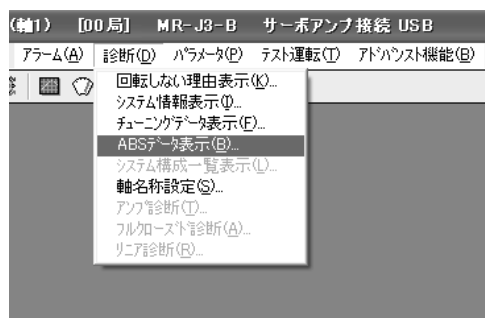 (軸1) [00局] MR-J3-B サーボアンプ接続 USB
アラーム(A) 診断(D) パラメータ(P) テスト運転(T) アドバンスト機能(B)
回転しない理由表示(K)...
システム情報表示(I)...
チューニングデータ表示(F)...
ABSデータ表示(B)...
システム構成一覧表示(L)...
軸名称設定(S)...
アンプ診断(T)...
フルクローズド診断(A)...
リニア診断(R)...